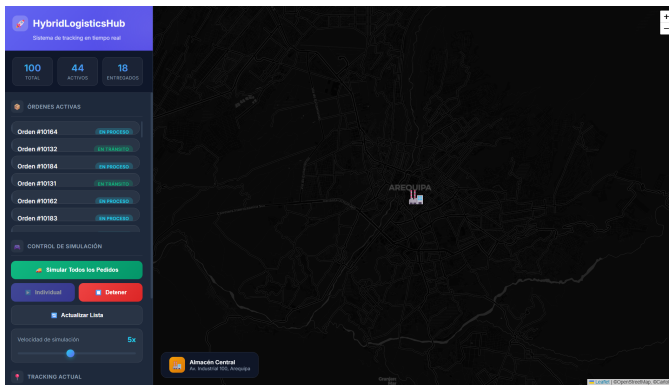 HybridLogisticsHub
Sistema de tracking en tiempo real
100
TOTAL
44
ACTIVOS
18
ENTREGADOS
ÓRDENES ACTIVAS
Orden #10164 EN PROCESO
Orden #10132 EN TRÁNSITO
Orden #10184 EN PROCESO
Orden #10131 EN TRÁNSITO
Orden #10162 EN PROCESO
Orden #10183 EN PROCESO
CONTROL DE SIMULACIÓN
Simular Todos los Pedidos
Individual
Detener
Actualizar Lista
Velocidad de simulación 5x
TRACKING ACTUAL
+
−
AREQUIPA
Almacén Central
Av. Industrial 100, Arequipa
Leaflet | ©OpenStreetMap, ©Carto